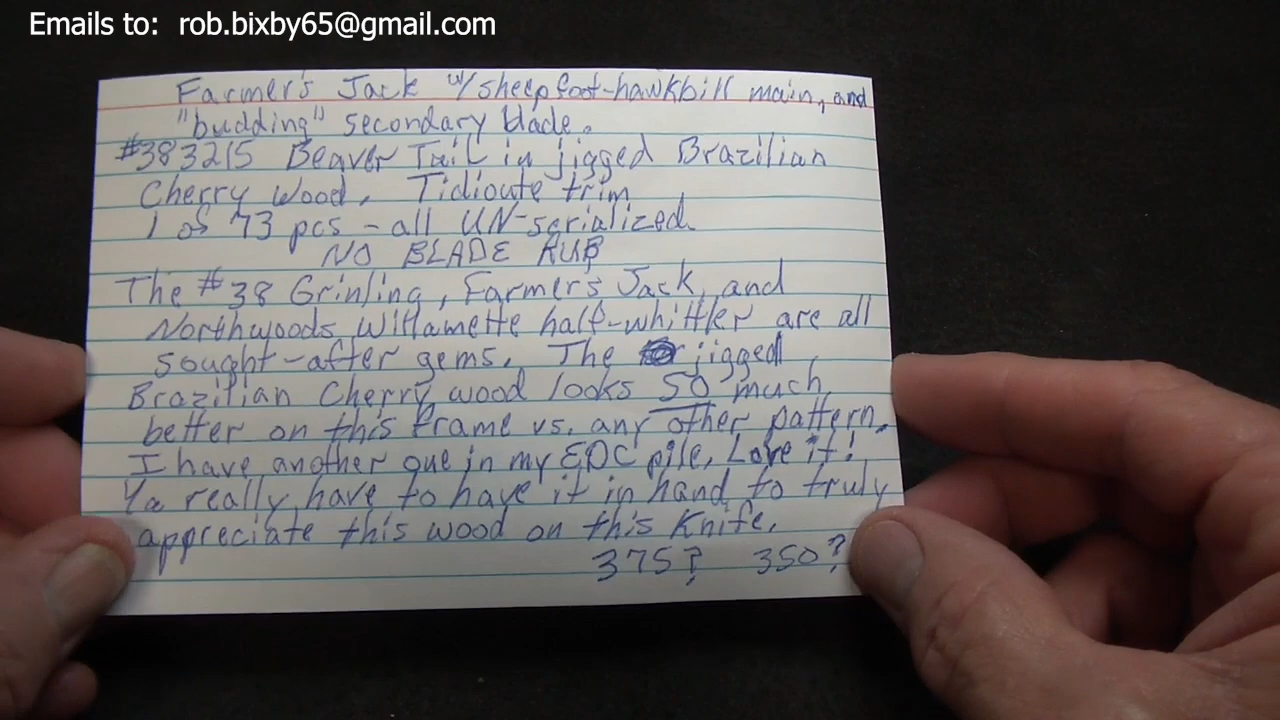 Emails to: rob.bixby65@gmail.com
Farmer's Jack w/sheepfoot-hawkbill main, and
"budding" secondary blade.
#383215 Beaver Tail in jigged Brazilian
Cherry Wood. Tidioute trim
1 of 73 pcs - all UN-serialized.
NO BLADE RUB
The #38 Grinling, Farmer's Jack, and
Northwoods Willamette half-whittler are all
sought-after gems. The jigged
Brazilian Cherry wood looks SO much
better on this frame vs. any other pattern.
I have another one in my EDC pile. Love it!
Ya really have to have it in hand to truly
appreciate this wood on this Knife.
375? 350?